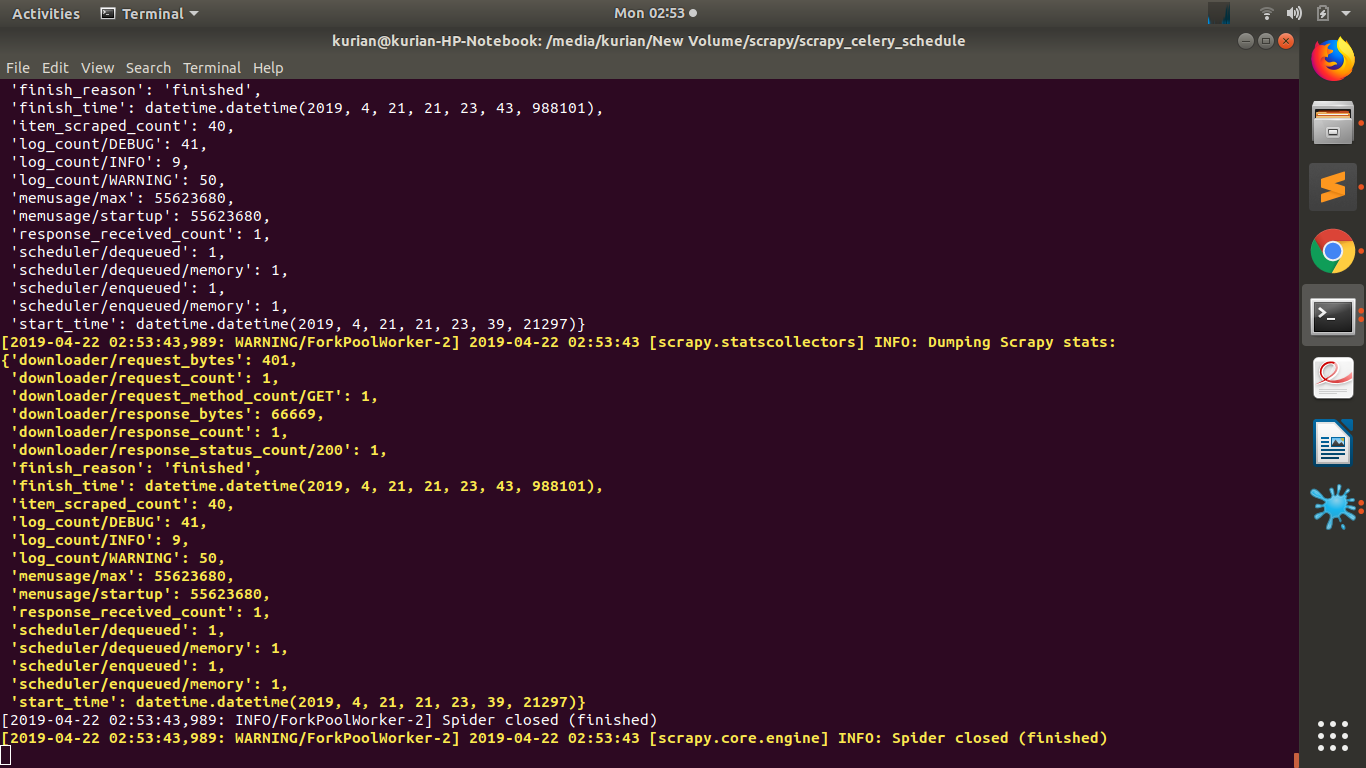 Activities Terminal Mon 02:53
kurian@kurian-HP-Notebook: /media/kurian/New Volume/scrapy/scrapy_celery_schedule
File Edit View Search Terminal Help
'finish_reason': 'finished',
'finish_time': datetime.datetime(2019, 4, 21, 21, 23, 43, 988101),
'item_scraped_count': 40,
'log_count/DEBUG': 41,
'log_count/INFO': 9,
'log_count/WARNING': 50,
'memusage/max': 55623680,
'memusage/startup': 55623680,
'response_received_count': 1,
'scheduler/dequeued': 1,
'scheduler/dequeued/memory': 1,
'scheduler/enqueued': 1,
'scheduler/enqueued/memory': 1,
'start_time': datetime.datetime(2019, 4, 21, 21, 23, 39, 21297)}
[2019-04-22 02:53:43,989: WARNING/ForkPoolWorker-2] 2019-04-22 02:53:43 [scrapy.statscollectors] INFO: Dumping Scrapy stats:
{'downloader/request_bytes': 401,
'downloader/request_count': 1,
'downloader/request_method_count/GET': 1,
'downloader/response_bytes': 66669,
'downloader/response_count': 1,
'downloader/response_status_count/200': 1,
'finish_reason': 'finished',
'finish_time': datetime.datetime(2019, 4, 21, 21, 23, 43, 988101),
'item_scraped_count': 40,
'log_count/DEBUG': 41,
'log_count/INFO': 9,
'log_count/WARNING': 50,
'memusage/max': 55623680,
'memusage/startup': 55623680,
'response_received_count': 1,
'scheduler/dequeued': 1,
'scheduler/dequeued/memory': 1,
'scheduler/enqueued': 1,
'scheduler/enqueued/memory': 1,
'start_time': datetime.datetime(2019, 4, 21, 21, 23, 39, 21297)}
[2019-04-22 02:53:43,989: INFO/ForkPoolWorker-2] Spider closed (finished)
[2019-04-22 02:53:43,989: WARNING/ForkPoolWorker-2] 2019-04-22 02:53:43 [scrapy.core.engine] INFO: Spider closed (finished)